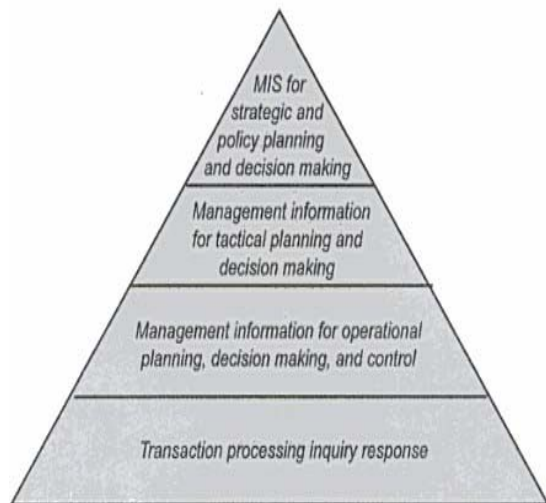 MIS for
strategic and
policy planning
and decision making
Management information
for tactical planning and
decision making
Management information for operational
planning, decision making, and control
Transaction processing inquiry response